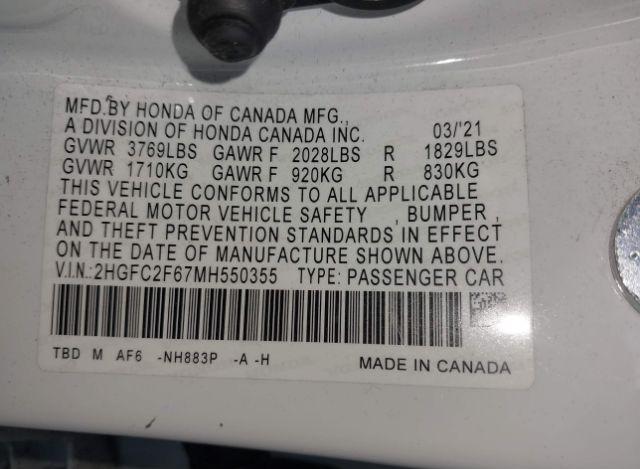 MFD.BY HONDA OF CANADA MFG.,
A DIVISION OF HONDA CANADA INC. 03/'21
GVWR 3769LBS GAWR F 2028LBS R 1829LBS
GVWR 1710KG GAWR F 920KG R 830KG
THIS VEHICLE CONFORMS TO ALL APPLICABLE
FEDERAL MOTOR VEHICLE SAFETY , BUMPER ,
AND THEFT PREVENTION STANDARDS IN EFFECT
ON THE DATE OF MANUFACTURE SHOWN ABOVE.
V.I.N.:2HGFC2F67MH550355 TYPE: PASSENGER CAR
TBD M AF6 -NH883P -A -H MADE IN CANADA